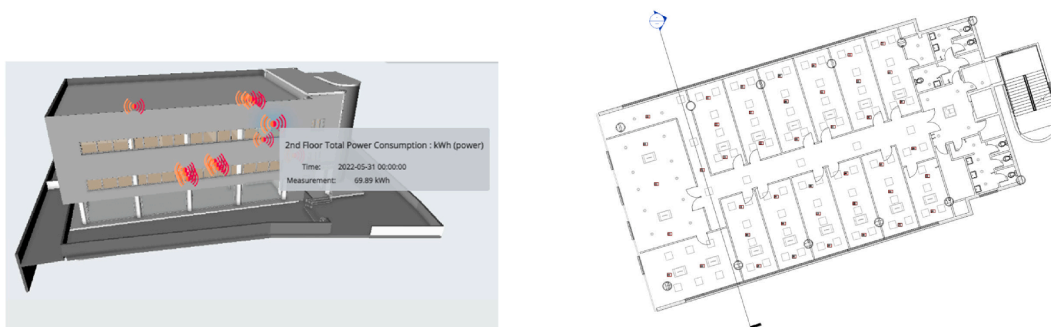 2nd Floor Total Power Consumption : kWh (power)
Time: 2022-05-31 00:00:00
Measurement: 69.89 kWh